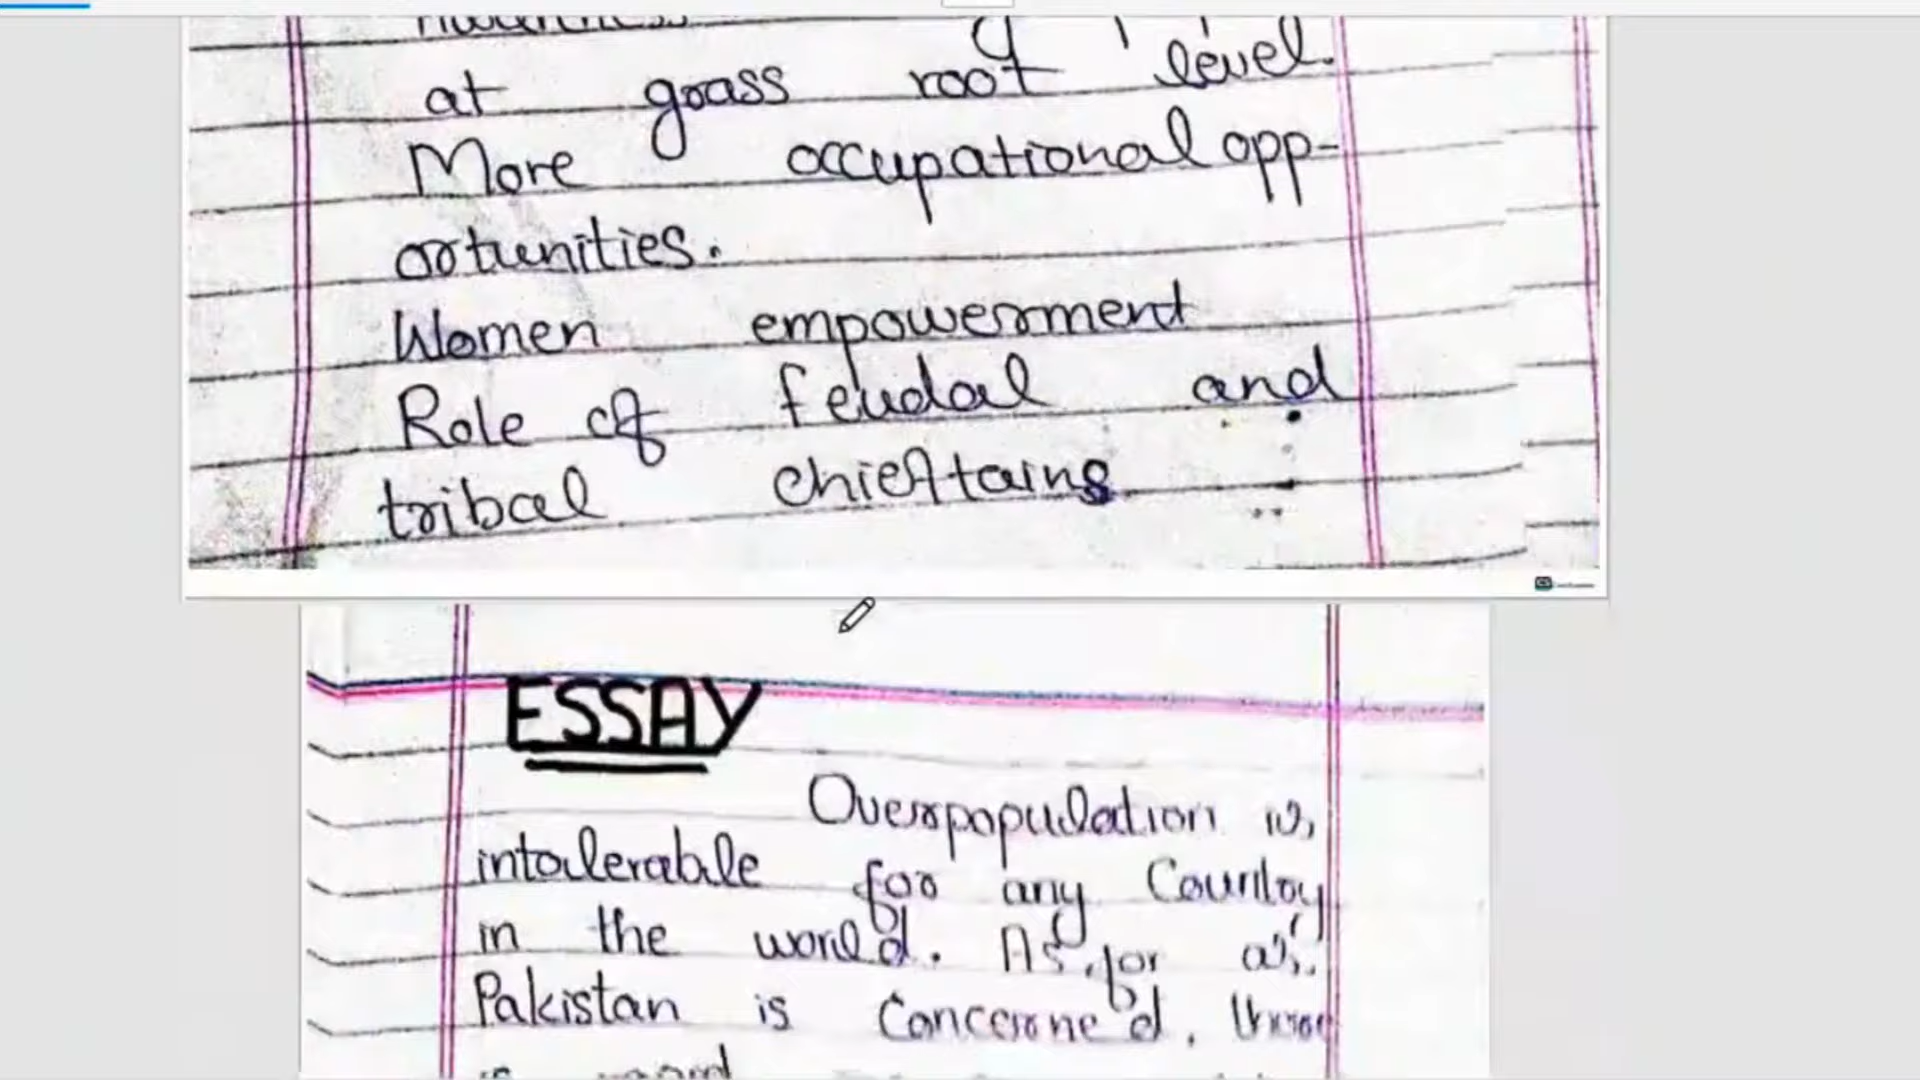 at grass root level.
More occupational opp-
ortunities.
Women empowerment
Role of feudal and
tribal chieftains
ESSAY
Overpopulation is
intolerable for any Country
in the world. As for as
Pakistan is Concerned,